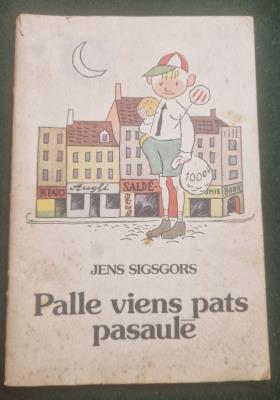 KINO
Augļi
SALDĒ-
1000
BANK
JENS SIGSGORS
Palle viens pats
pasaulē